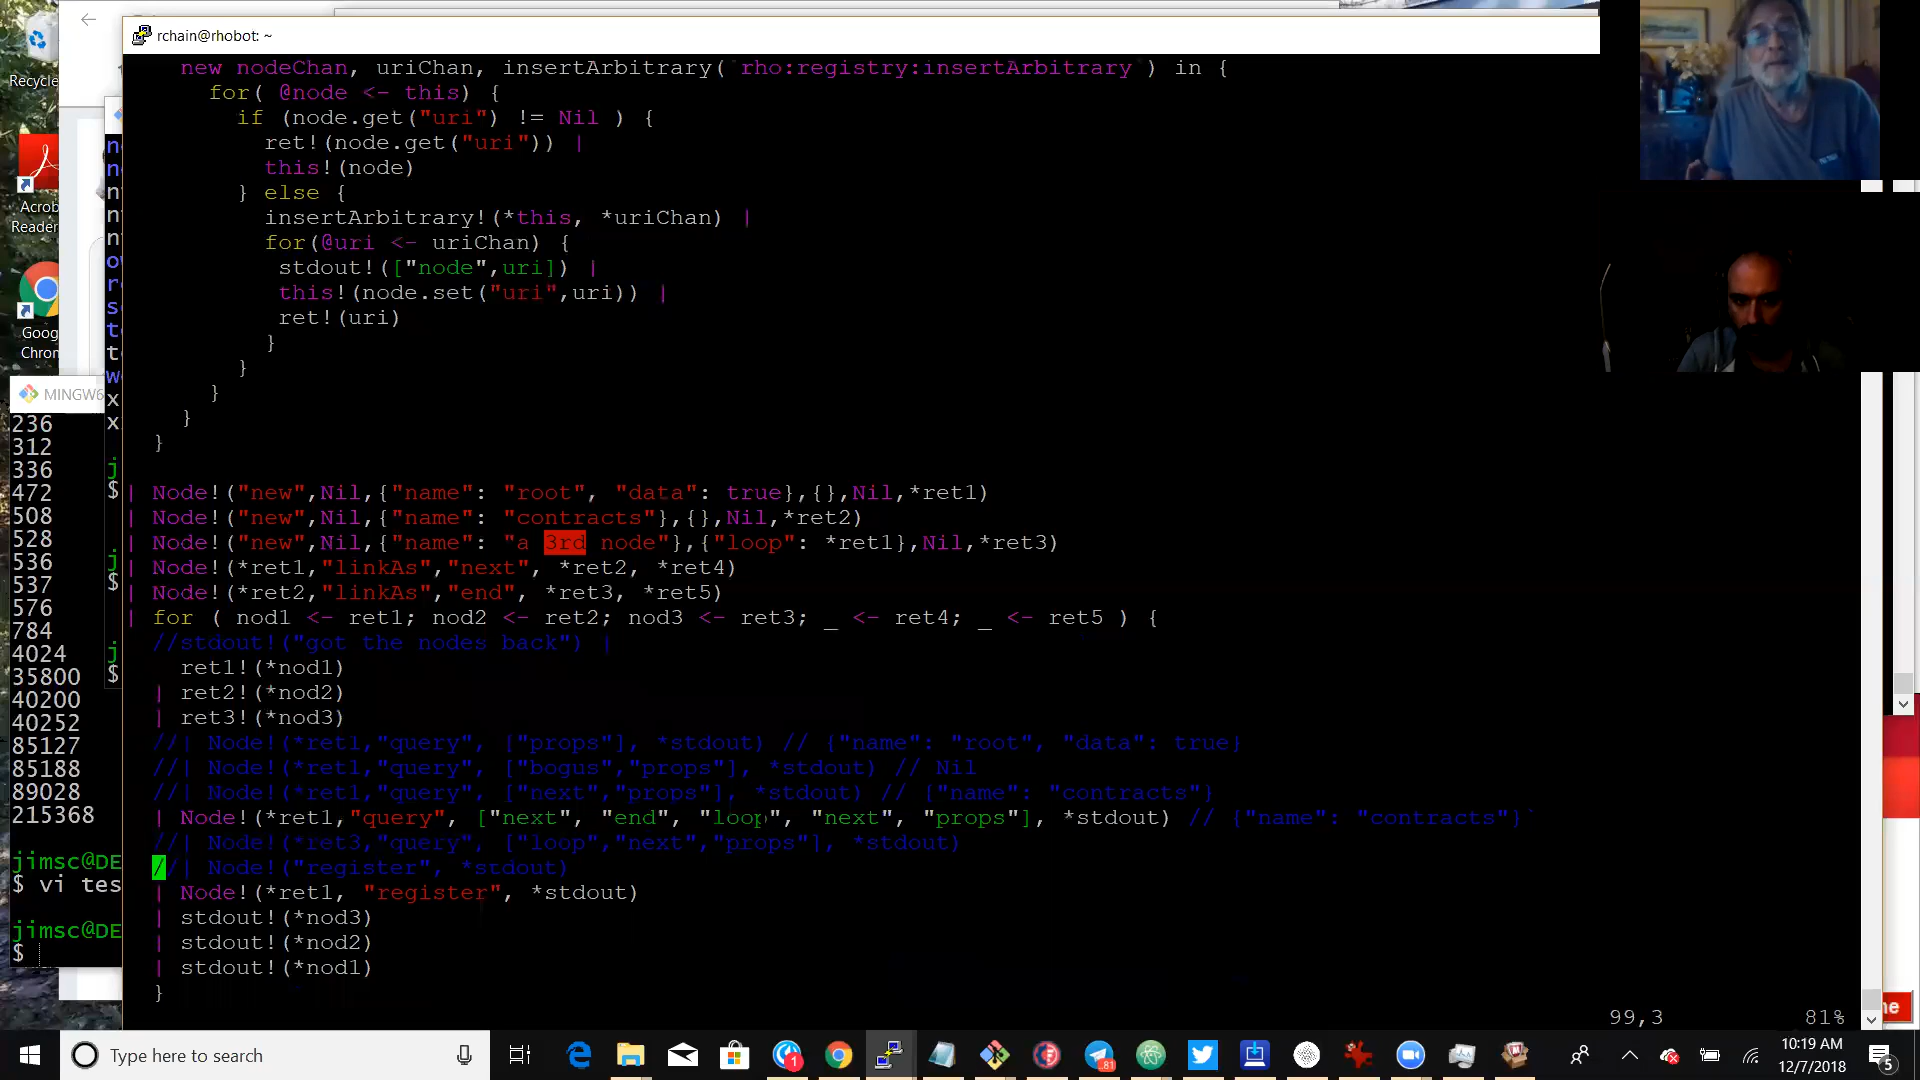 rchain@rhobot: ~
Recycle
Acrob
Reader
Goog
Chrom
new nodeChan, uriChan, insertArbitrary(`rho:registry:insertArbitrary`) in {
for( @node <- this) {
if (node.get("uri") != Nil ) {
ret!(node.get("uri")) |
this!(node)
} else {
insertArbitrary!(*this, *uriChan) |
for(@uri <- uriChan) {
stdout!(["node",uri]) |
this!(node.set("uri",uri)) |
ret!(uri)
}
}
}
}
}
| Node!("new",Nil,{"name": "root", "data": true},{},Nil,*ret1)
| Node!("new",Nil,{"name": "contracts"},{},Nil,*ret2)
| Node!("new",Nil,{"name": "a 3rd node"},{"loop": *ret1},Nil,*ret3)
| Node!(*ret1,"linkAs","next", *ret2, *ret4)
| Node!(*ret2,"linkAs","end", *ret3, *ret5)
| for ( nod1 <- ret1; nod2 <- ret2; nod3 <- ret3; _ <- ret4; _ <- ret5 ) {
//stdout!("got the nodes back") |
ret1!(*nod1)
| ret2!(*nod2)
| ret3!(*nod3)
//| Node!(*ret1,"query", ["props"], *stdout) // {"name": "root", "data": true}
//| Node!(*ret1,"query", ["bogus","props"], *stdout) // Nil
//| Node!(*ret1,"query", ["next","props"], *stdout) // {"name": "contracts"}
| Node!(*ret1,"query", ["next", "end", "loop", "next", "props"], *stdout) // {"name": "contracts"}`
//| Node!(*ret3,"query", ["loop","next","props"], *stdout)
//| Node!("register", *stdout)
| Node!(*ret1, "register", *stdout)
| stdout!(*nod3)
| stdout!(*nod2)
| stdout!(*nod1)
}
99,3
81%
MINGW6
236
312
336
472
508
528
536
537
576
784
4024
35800
40200
40252
85127
85188
89028
215368
jimsc@DE
$ vi tes
jimsc@DE
$
Type here to search
10:19 AM
12/7/2018